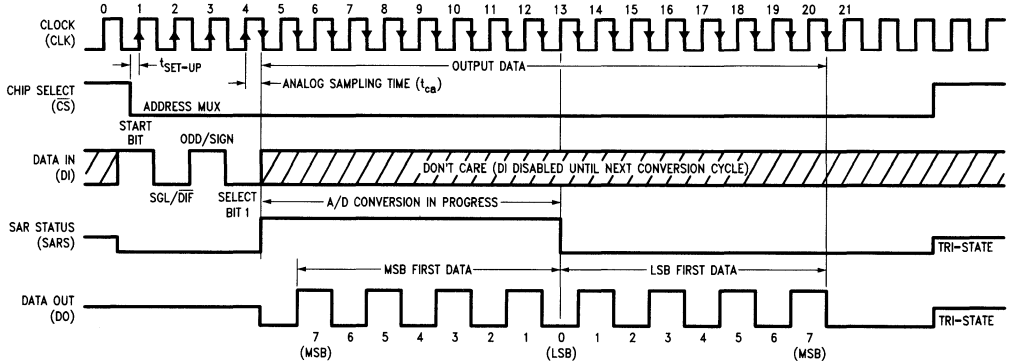 0 1 2 3 4 5 6 7 8 9 10 11 12 13 14 15 16 17 18 19 20 21
CLOCK
(CLK)
tSET-UP
OUTPUT DATA
ANALOG SAMPLING TIME (tca)
CHIP SELECT
(CS)
ADDRESS MUX
START
BIT
ODD/SIGN
DATA IN
(DI)
DON'T CARE (DI DISABLED UNTIL NEXT CONVERSION CYCLE)
SGL/DIF
SELECT
BIT 1
A/D CONVERSION IN PROGRESS
SAR STATUS
(SARS)
TRI-STATE
MSB FIRST DATA
LSB FIRST DATA
DATA OUT
(DO)
TRI-STATE
7 6 5 4 3 2 1 0 1 2 3 4 5 6 7
(MSB) (LSB) (MSB)